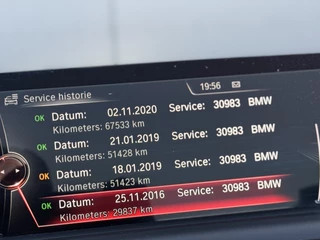 19:56
Service historie
OK Datum: 02.11.2020 Service: 30983 BMW
Kilometers: 67533 km
OK Datum: 21.01.2019 Service: 30983 BMW
Kilometers: 51428 km
OK Datum: 18.01.2019 Service: 30983 BMW
Kilometers: 51423 km
OK Datum: 25.11.2016 Service: 30983 BMW
Kilometers: 29837 km